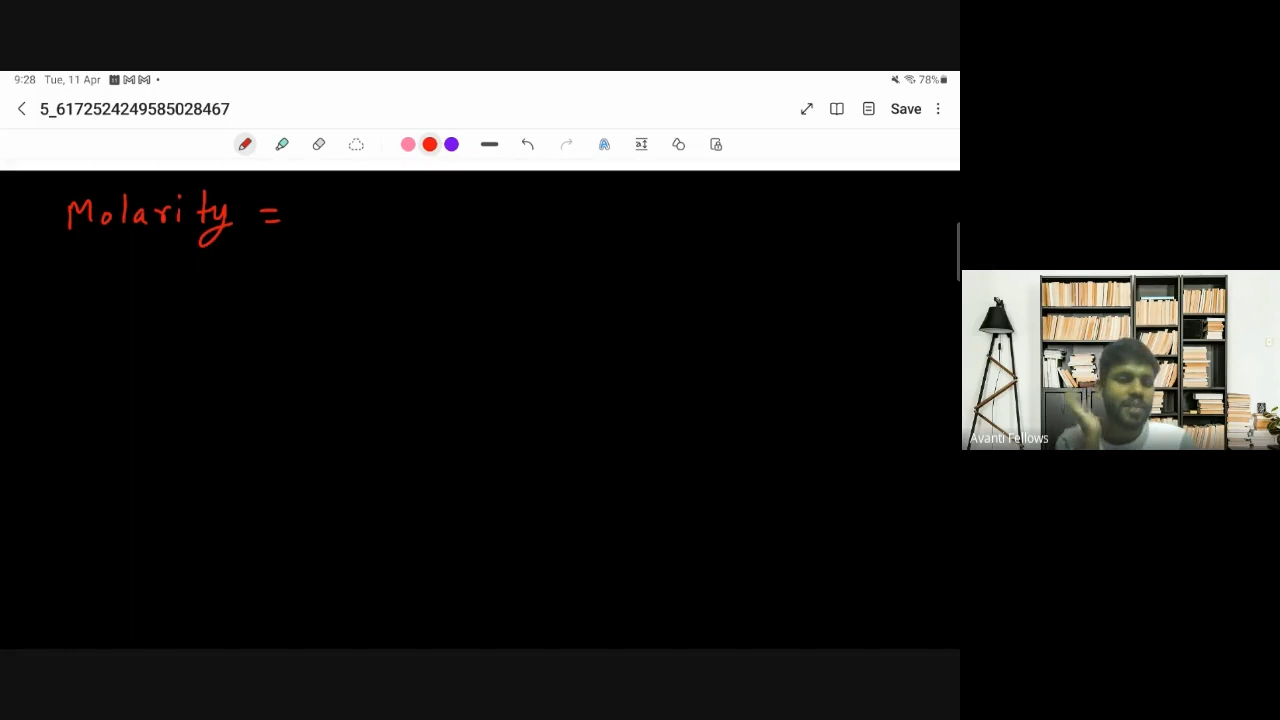 9:28 Tue, 11 Apr 78%
5_6172524249585028467 Save
Molarity =
Avanti Fellows